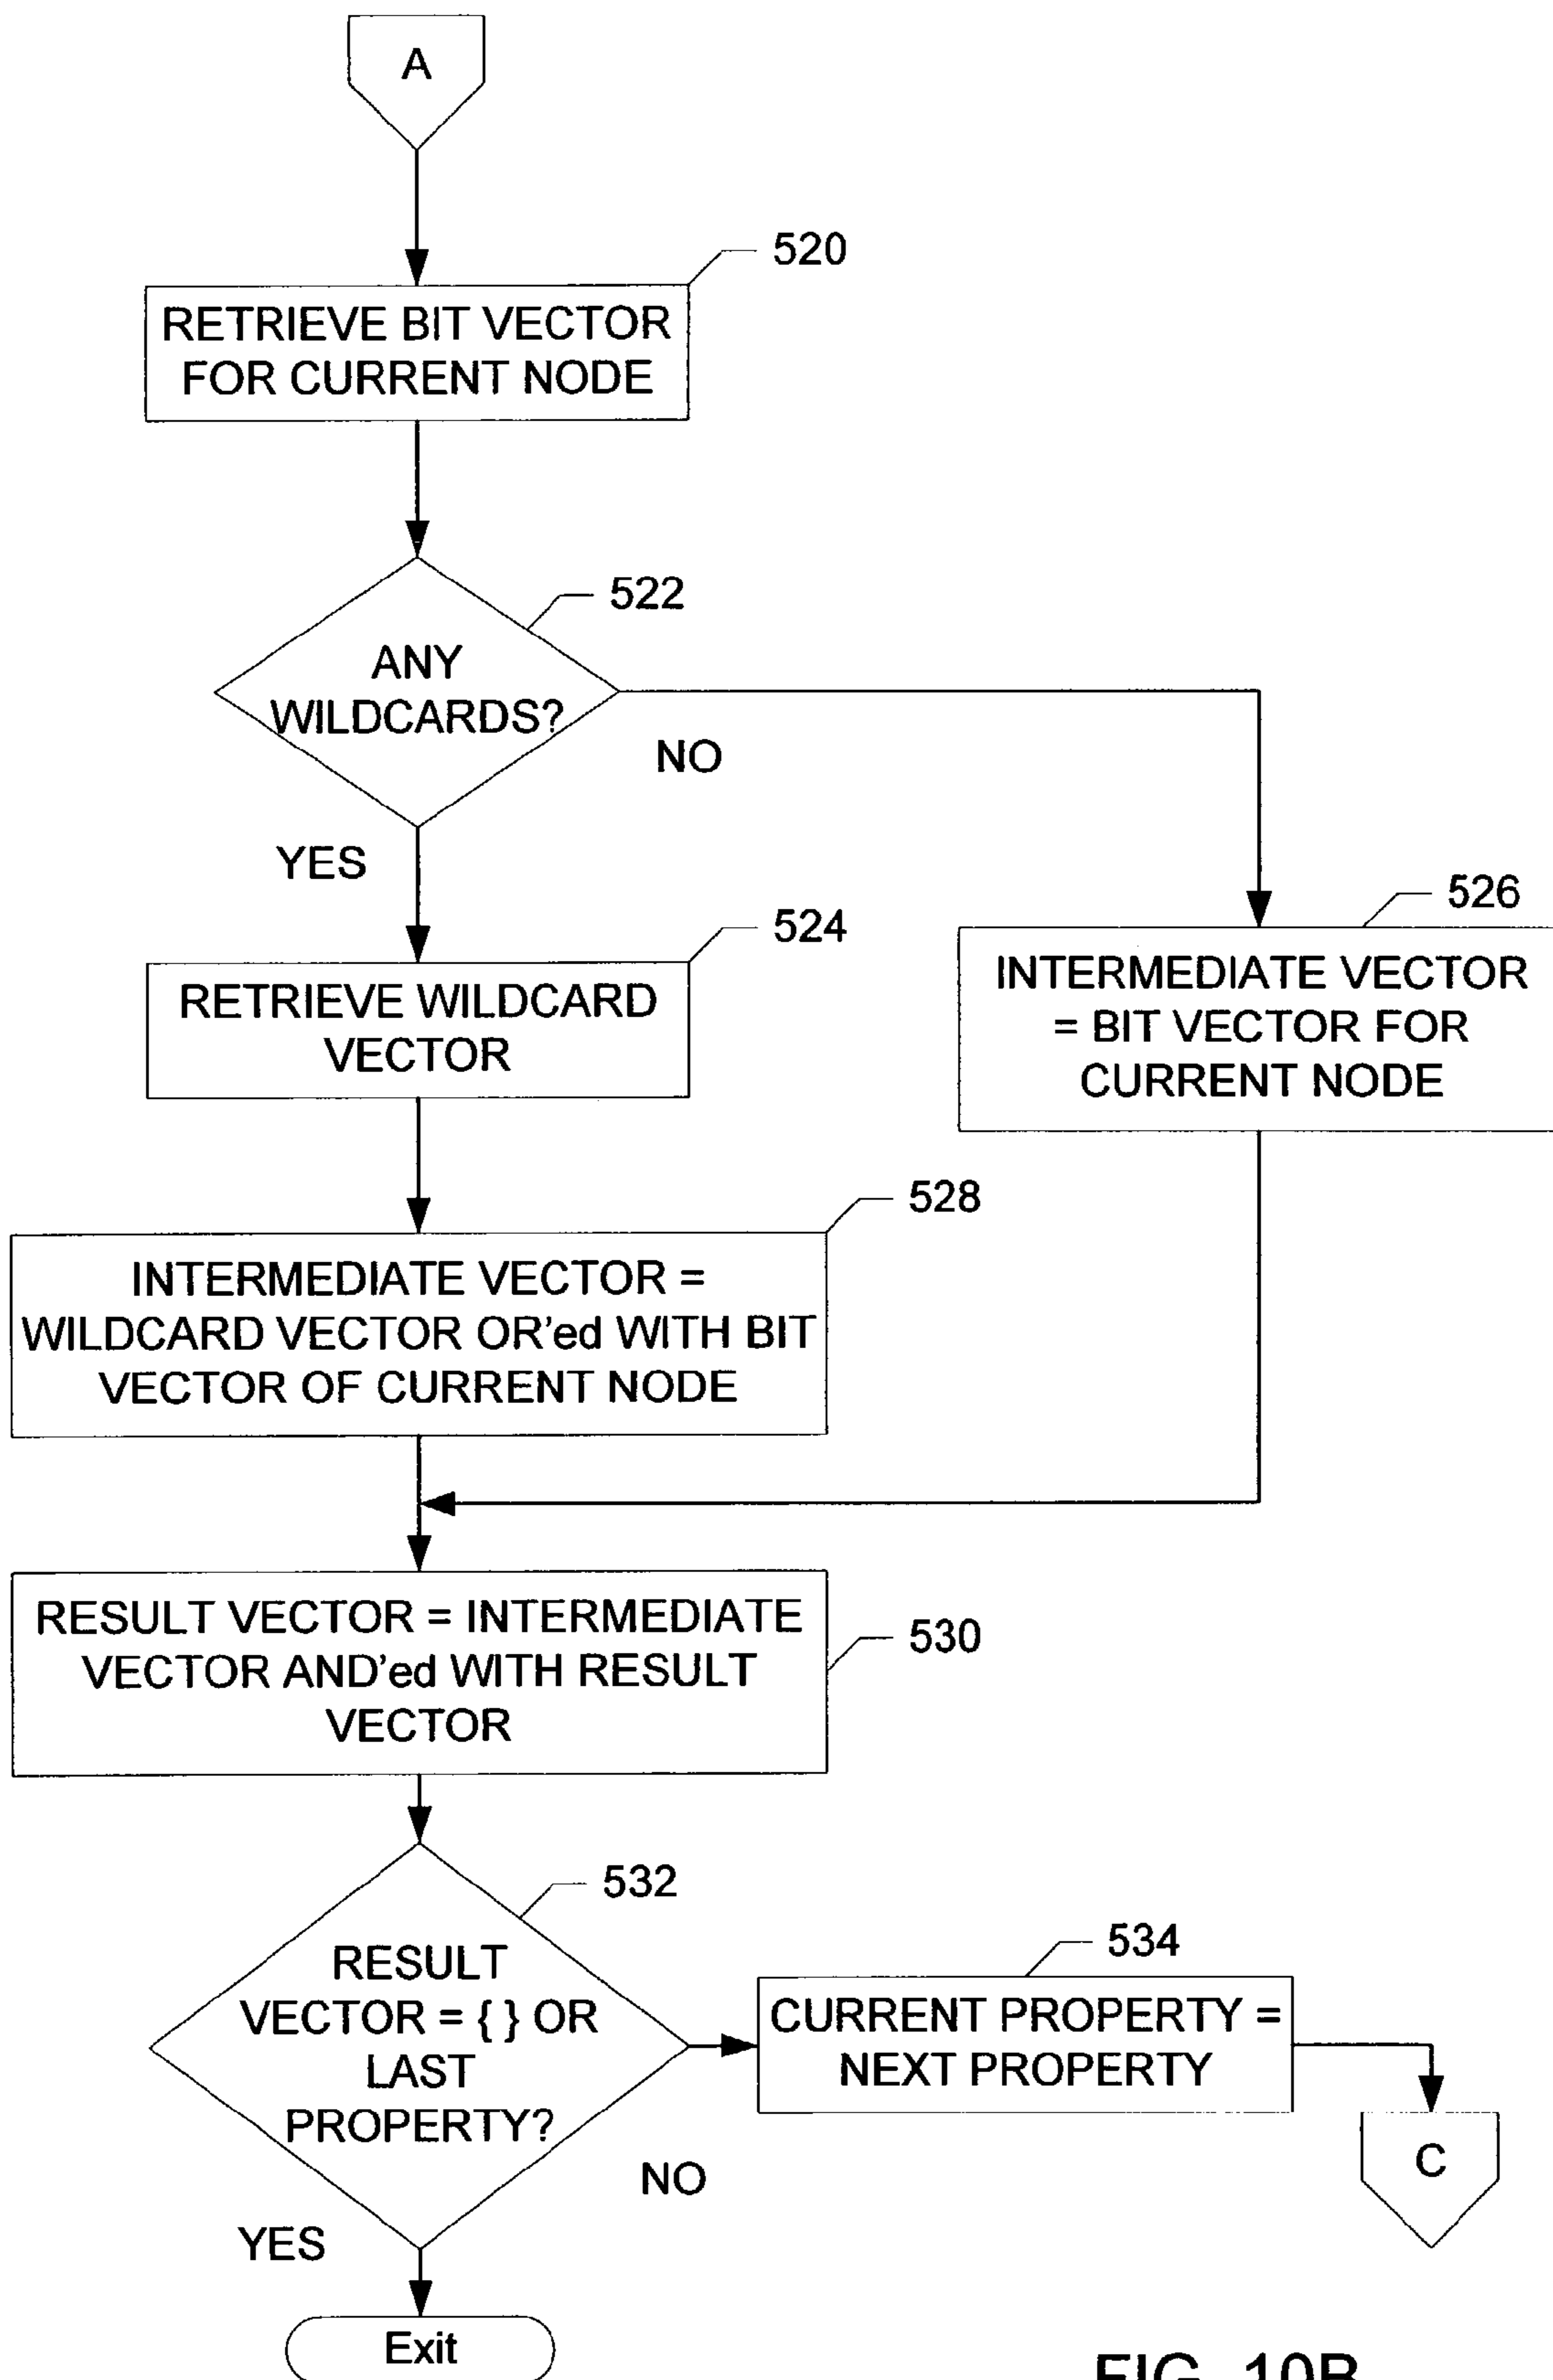 A
520
RETRIEVE BIT VECTOR
FOR CURRENT NODE
522
ANY
WILDCARDS?
NO
YES
524
RETRIEVE WILDCARD
VECTOR
526
INTERMEDIATE VECTOR
= BIT VECTOR FOR
CURRENT NODE
528
INTERMEDIATE VECTOR =
WILDCARD VECTOR OR'ed WITH BIT
VECTOR OF CURRENT NODE
RESULT VECTOR = INTERMEDIATE
VECTOR AND'ed WITH RESULT
VECTOR
530
532
RESULT
VECTOR = { } OR
LAST
PROPERTY?
534
CURRENT PROPERTY =
NEXT PROPERTY
C
NO
YES
Exit
FIG. 10B